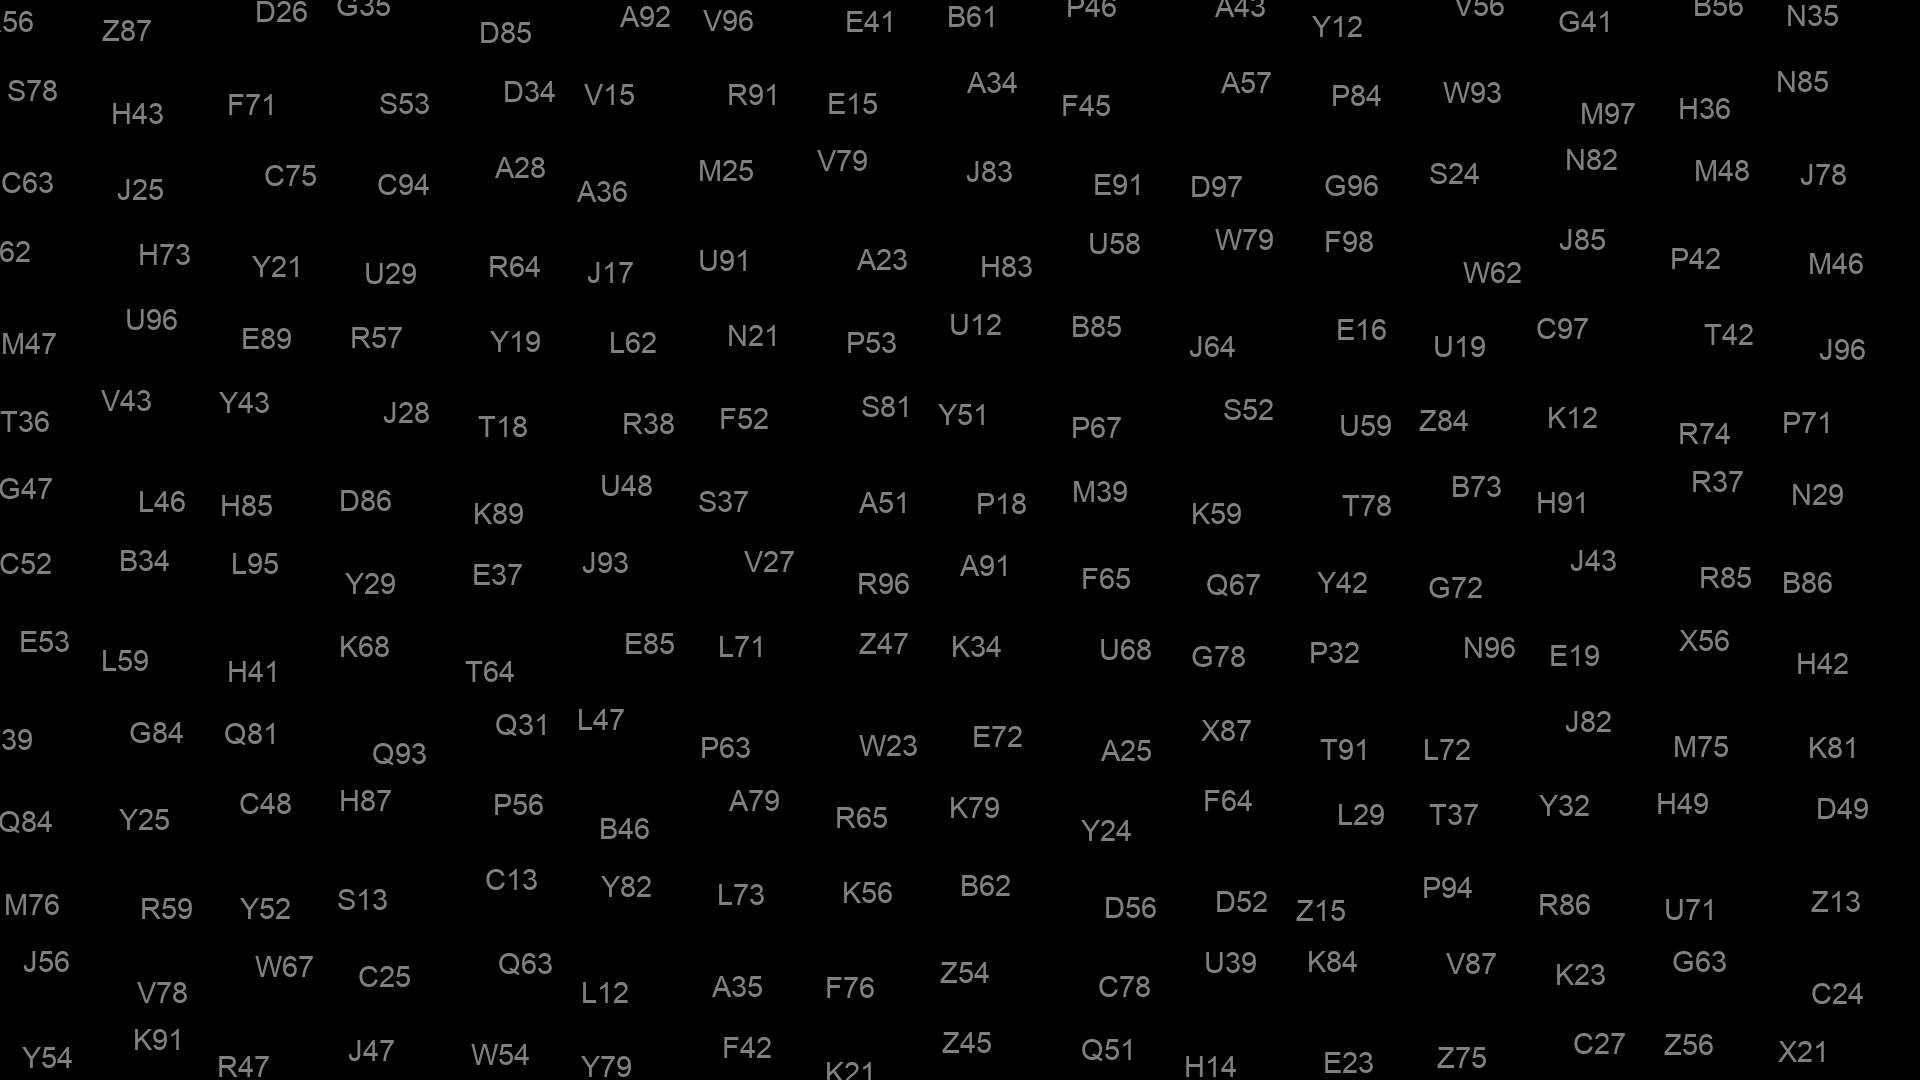 56 Z87 D26 G35 D85 A92 V96 E41 B61 P46 A43 Y12 V56 G41 B56 N35
S78 H43 F71 S53 D34 V15 R91 E15 A34 F45 A57 P84 W93 M97 H36 N85
C63 J25 C75 C94 A28 A36 M25 V79 J83 E91 D97 G96 S24 N82 M48 J78
62 H73 Y21 U29 R64 J17 U91 A23 H83 U58 W79 F98 W62 J85 P42 M46
M47 U96 E89 R57 Y19 L62 N21 P53 U12 B85 J64 E16 U19 C97 T42 J96
T36 V43 Y43 J28 T18 R38 F52 S81 Y51 P67 S52 U59 Z84 K12 R74 P71
G47 L46 H85 D86 K89 U48 S37 A51 P18 M39 K59 T78 B73 H91 R37 N29
C52 B34 L95 Y29 E37 J93 V27 R96 A91 F65 Q67 Y42 G72 J43 R85 B86
E53 L59 H41 K68 T64 E85 L71 Z47 K34 U68 G78 P32 N96 E19 X56 H42
39 G84 Q81 Q93 Q31 L47 P63 W23 E72 A25 X87 T91 L72 J82 M75 K81
Q84 Y25 C48 H87 P56 B46 A79 R65 K79 Y24 F64 L29 T37 Y32 H49 D49
M76 R59 Y52 S13 C13 Y82 L73 K56 B62 D56 D52 Z15 P94 R86 U71 Z13
J56 V78 W67 C25 Q63 L12 A35 F76 Z54 C78 U39 K84 V87 K23 G63 C24
Y54 K91 R47 J47 W54 Y79 F42 K21 Z45 Q51 H14 E23 Z75 C27 Z56 X21